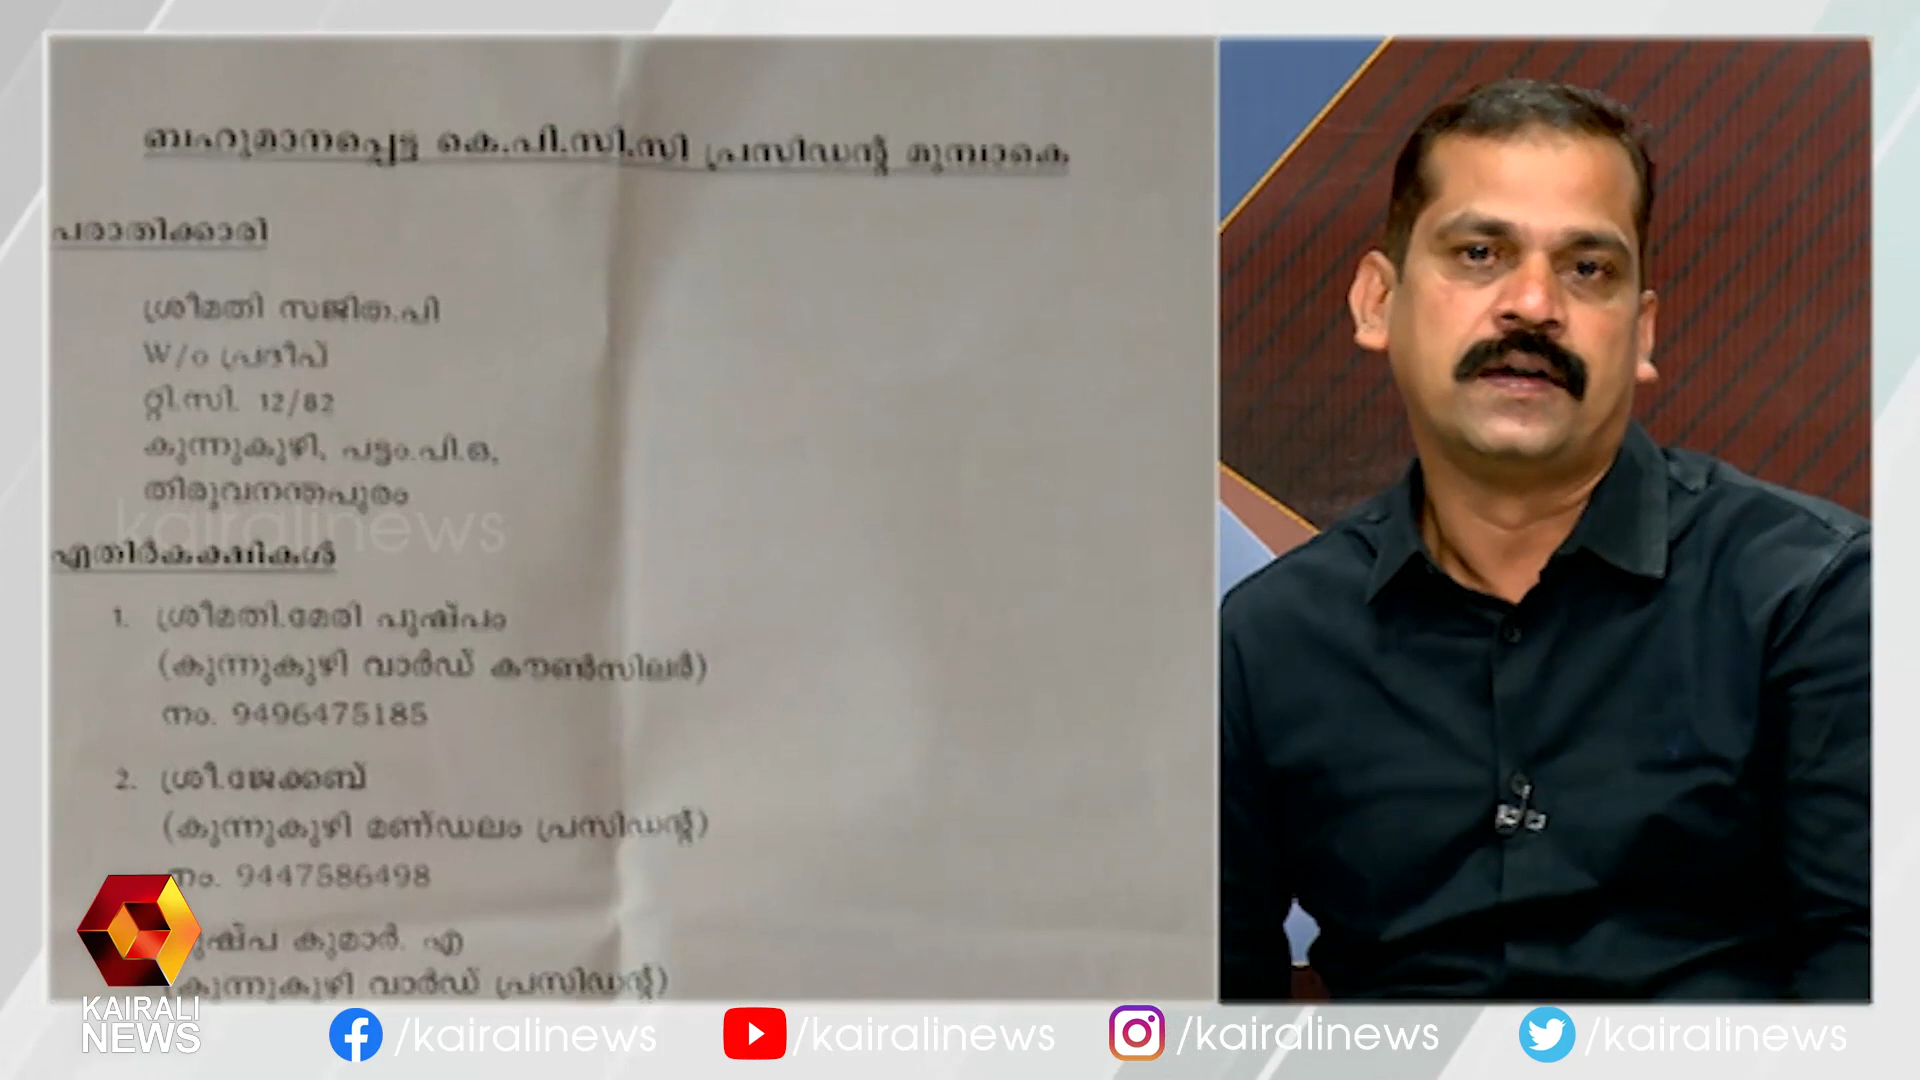 ബഹുമാനപ്പെട്ട കെ.പി.സി.സി പ്രസിഡന്റ് മുമ്പാകെ
പരാതിക്കാരി
ശ്രീമതി സജിത.പി
W/o പ്രദീപ്
റ്റി.സി. 12/82
കുന്നുകുഴി, പട്ടം.പി.ഒ,
തിരുവനന്തപുരം
kairalinews
എതിർകക്ഷികൾ
1. ശ്രീമതി.മേരി പുഷ്പം
(കുന്നുകുഴി വാർഡ് കൗൺസിലർ)
നം. 9496475185
2. ശ്രീ.ജേക്കബ്
(കുന്നുകുഴി മണ്ഡലം പ്രസിഡന്റ്)
നം. 9447586498
കുമാർ. എ
(കുന്നുകുഴി വാർഡ് പ്രസിഡന്റ്)
KAIRALI
NEWS
/kairalinews /kairalinews /kairalinews /kairalinews